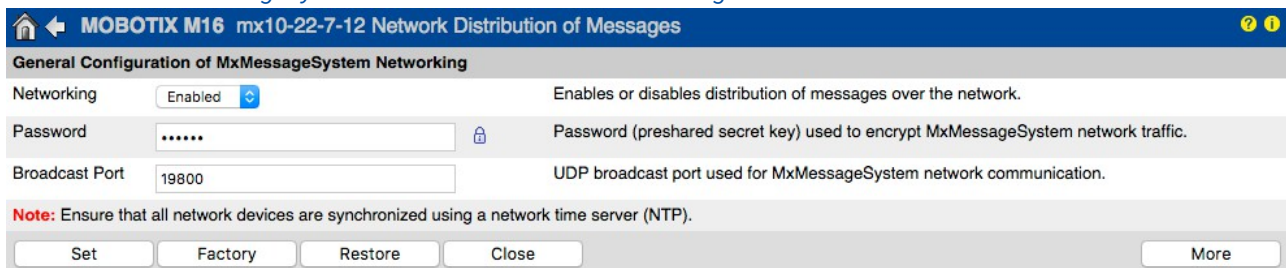 MOBOTIX M16 mx10-22-7-12 Network Distribution of Messages
General Configuration of MxMessageSystem Networking
Networking Enabled Enables or disables distribution of messages over the network.
Password •••••• Password (preshared secret key) used to encrypt MxMessageSystem network traffic.
Broadcast Port 19800 UDP broadcast port used for MxMessageSystem network communication.
Note: Ensure that all network devices are synchronized using a network time server (NTP).
Set Factory Restore Close More